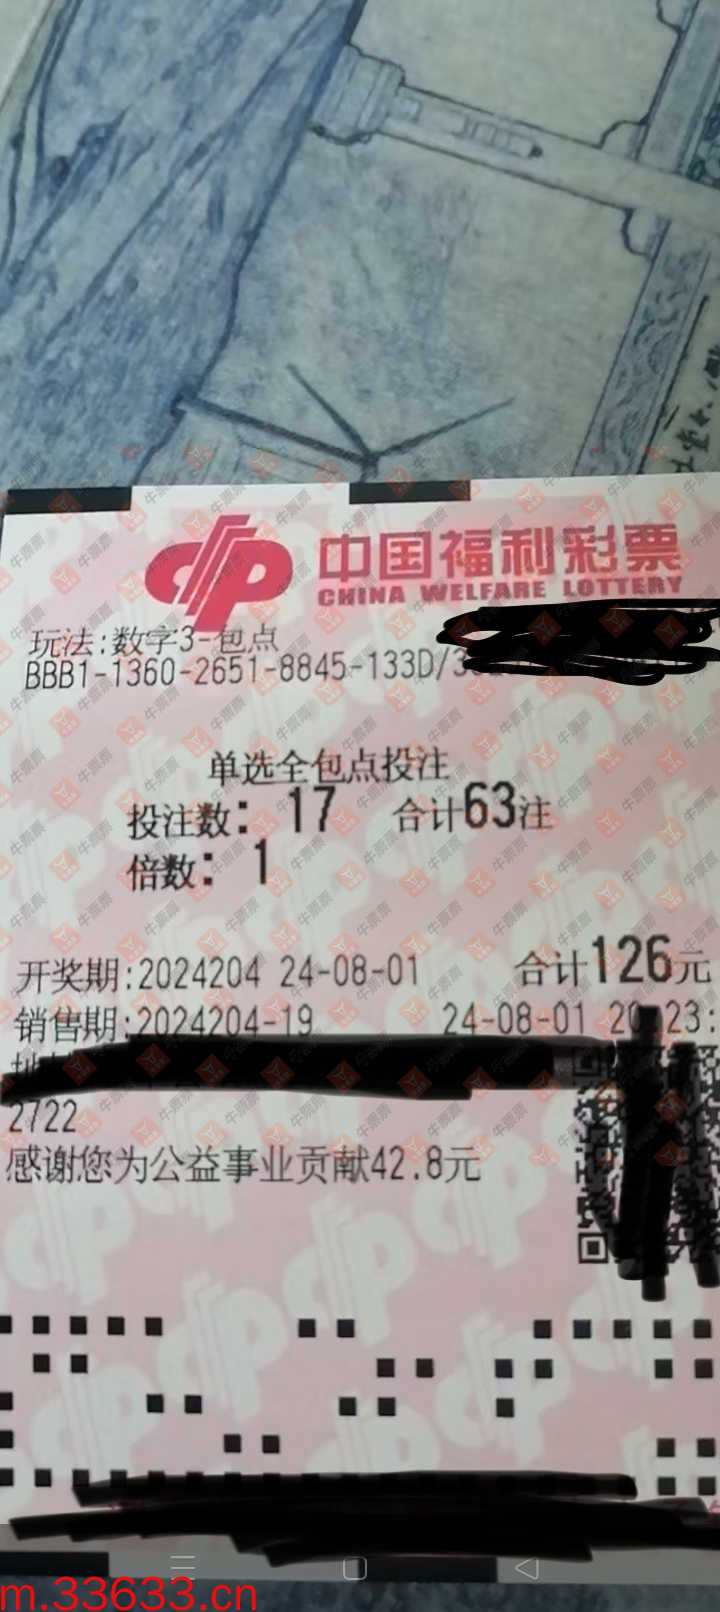 中国福利彩票
CHINA WELFARE LOTTERY
玩法:数字3-包点
BBB1-1360-2651-8845-133D/
单选全包点投注
投注数: 17 合计63注
倍数: 1
开奖期:2024204 24-08-01 合计126元
销售期:2024204-19 24-08-01 20:23:
2722
感谢您为公益事业贡献42.8元
m.33633.cn